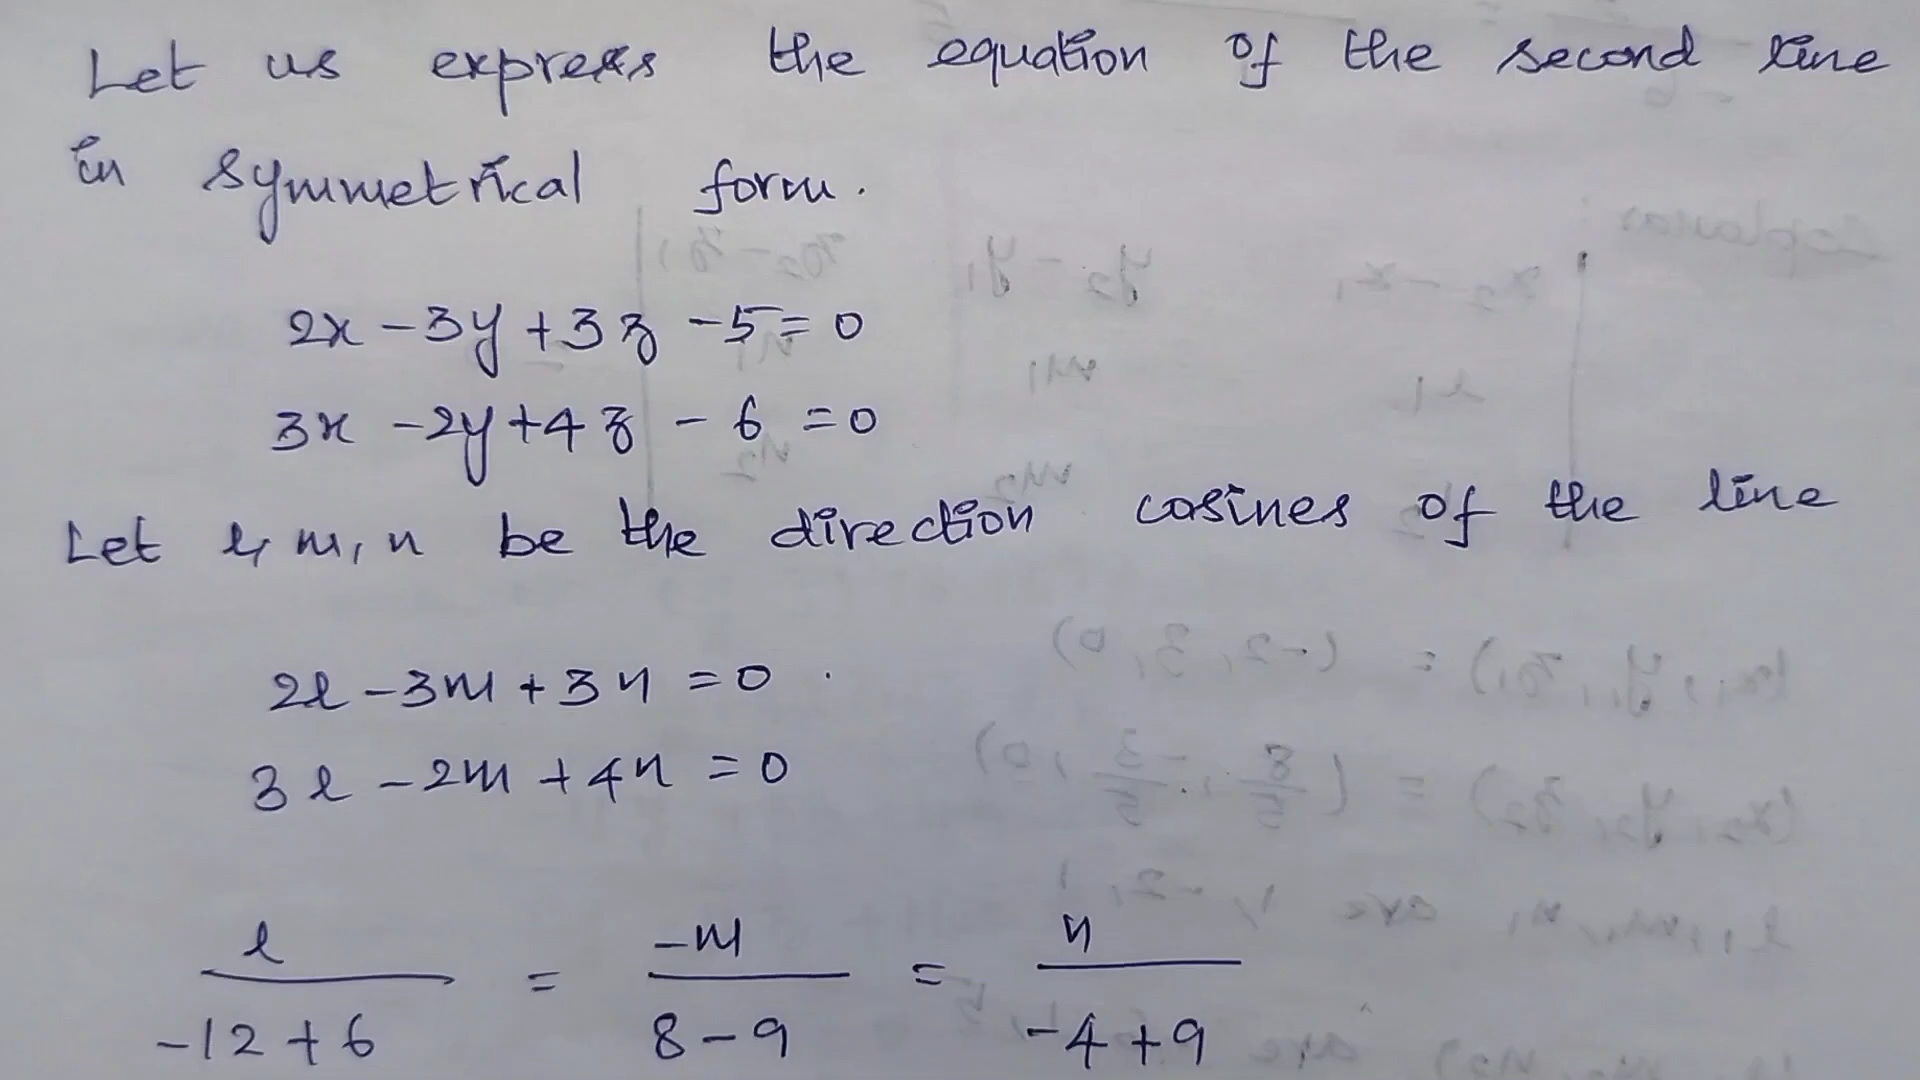 Let us express the equation of the second line
in symmetrical form.
2x - 3y + 3z - 5 = 0
3x - 2y + 4z - 6 = 0
Let l, m, n be the direction cosines of the line
2l - 3m + 3n = 0.
3l - 2m + 4n = 0
l/(-12 + 6) = -m/(8 - 9) = n/(-4 + 9)